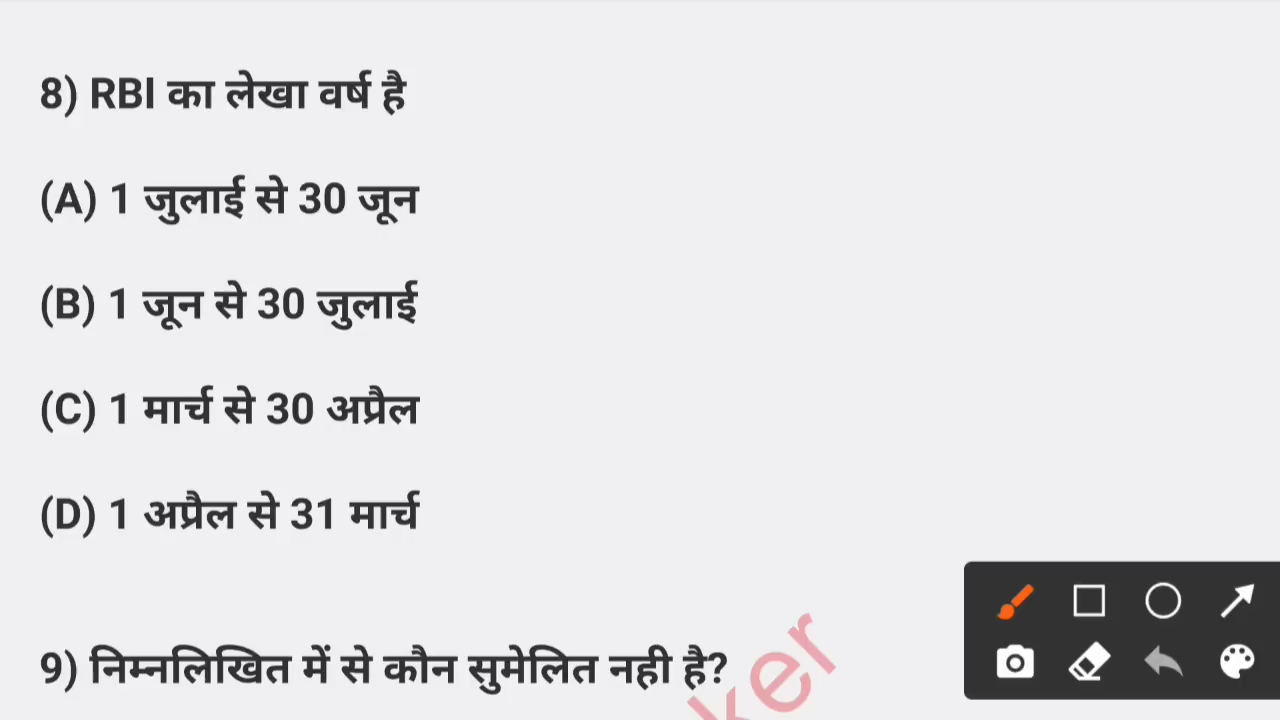 8) RBI का लेखा वर्ष है
(A) 1 जुलाई से 30 जून
(B) 1 जून से 30 जुलाई
(C) 1 मार्च से 30 अप्रैल
(D) 1 अप्रैल से 31 मार्च
9) निम्नलिखित में से कौन सुमेलित नही है?